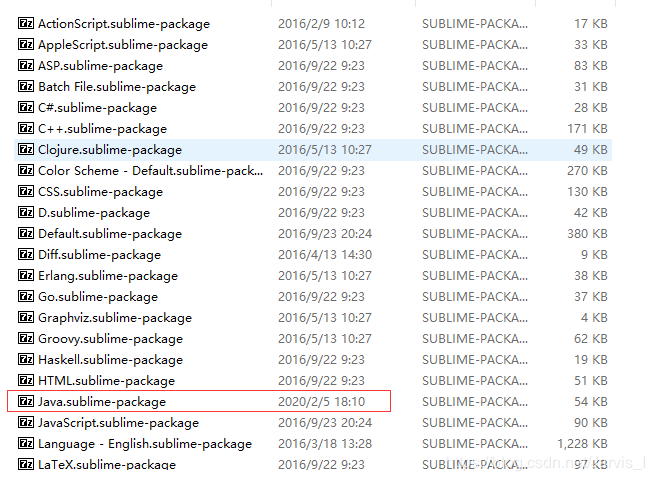 ActionScript.sublime-package 2016/2/9 10:12 SUBLIME-PACKA... 17 KB
AppleScript.sublime-package 2016/5/13 10:27 SUBLIME-PACKA... 33 KB
ASP.sublime-package 2016/9/22 9:23 SUBLIME-PACKA... 83 KB
Batch File.sublime-package 2016/9/22 9:23 SUBLIME-PACKA... 31 KB
C#.sublime-package 2016/9/22 9:23 SUBLIME-PACKA... 28 KB
C++.sublime-package 2016/9/22 9:23 SUBLIME-PACKA... 171 KB
Clojure.sublime-package 2016/5/13 10:27 SUBLIME-PACKA... 49 KB
Color Scheme - Default.sublime-pack... 2016/9/22 9:23 SUBLIME-PACKA... 270 KB
CSS.sublime-package 2016/9/22 9:23 SUBLIME-PACKA... 130 KB
D.sublime-package 2016/9/22 9:23 SUBLIME-PACKA... 42 KB
Default.sublime-package 2016/9/23 20:24 SUBLIME-PACKA... 380 KB
Diff.sublime-package 2016/4/13 14:30 SUBLIME-PACKA... 9 KB
Erlang.sublime-package 2016/5/13 10:27 SUBLIME-PACKA... 38 KB
Go.sublime-package 2016/9/22 9:23 SUBLIME-PACKA... 37 KB
Graphviz.sublime-package 2016/5/13 10:27 SUBLIME-PACKA... 4 KB
Groovy.sublime-package 2016/5/13 10:27 SUBLIME-PACKA... 62 KB
Haskell.sublime-package 2016/9/22 9:23 SUBLIME-PACKA... 19 KB
HTML.sublime-package 2016/9/22 9:23 SUBLIME-PACKA... 51 KB
Java.sublime-package 2020/2/5 18:10 SUBLIME-PACKA... 54 KB
JavaScript.sublime-package 2016/9/23 20:24 SUBLIME-PACKA... 90 KB
Language - English.sublime-package 2016/3/18 13:28 SUBLIME-PACKA... 1,228 KB
LaTeX.sublime-package 2016/9/22 9:23 SUBLIME-PACKA... 97 KB